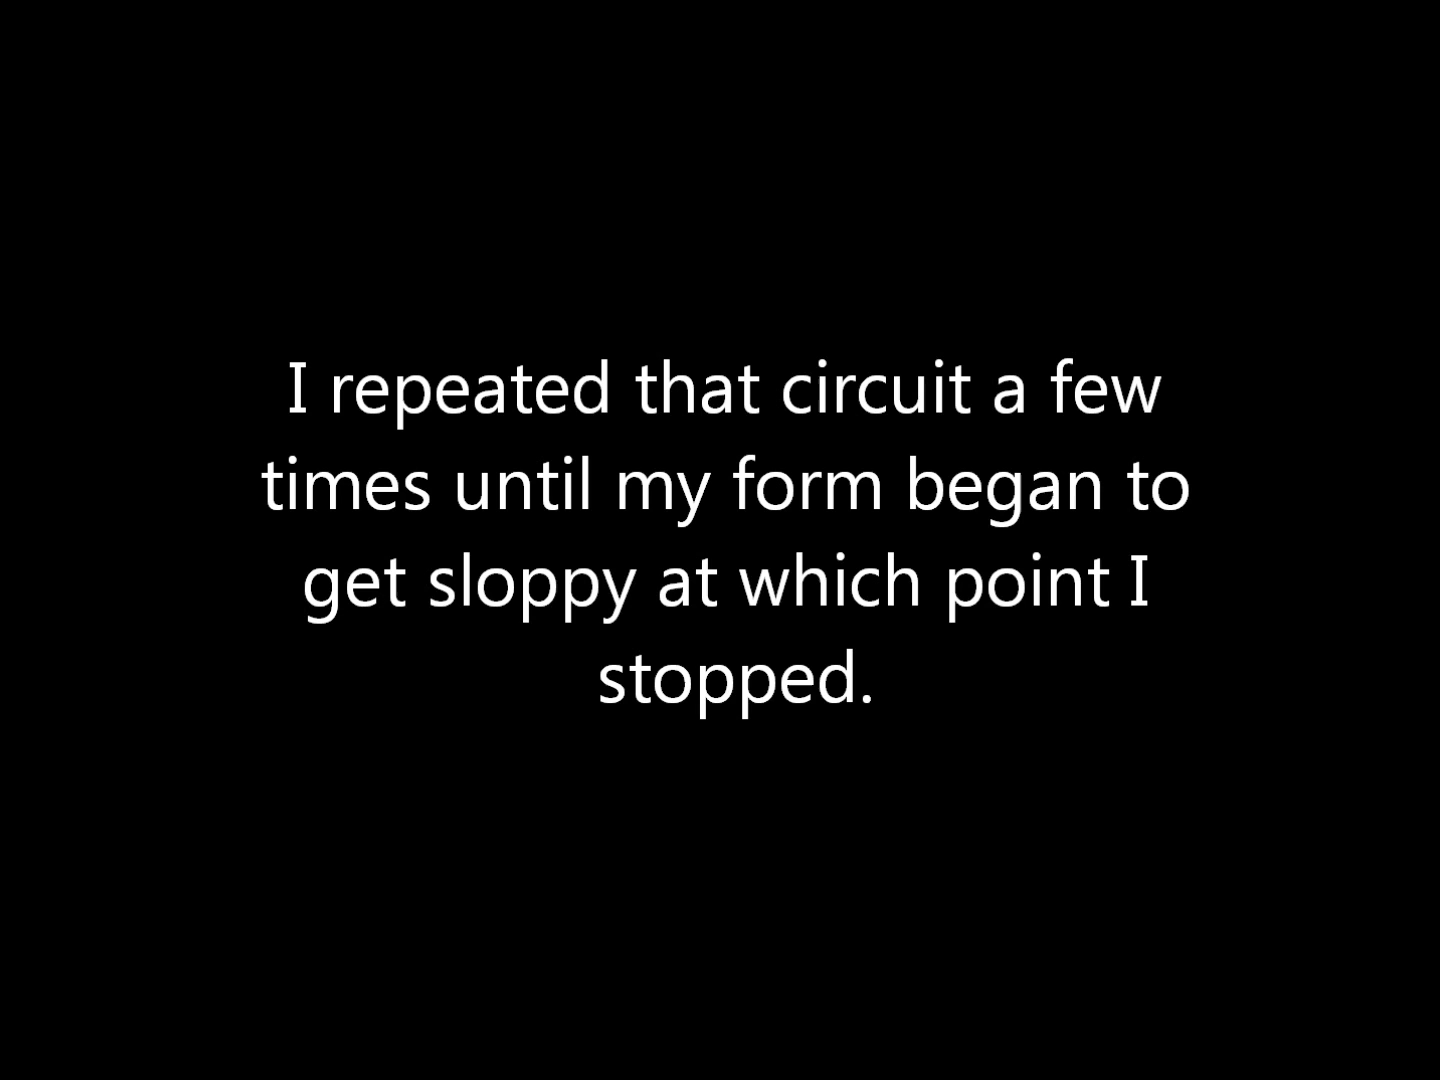 I repeated that circuit a few
times until my form began to
get sloppy at which point I
stopped.